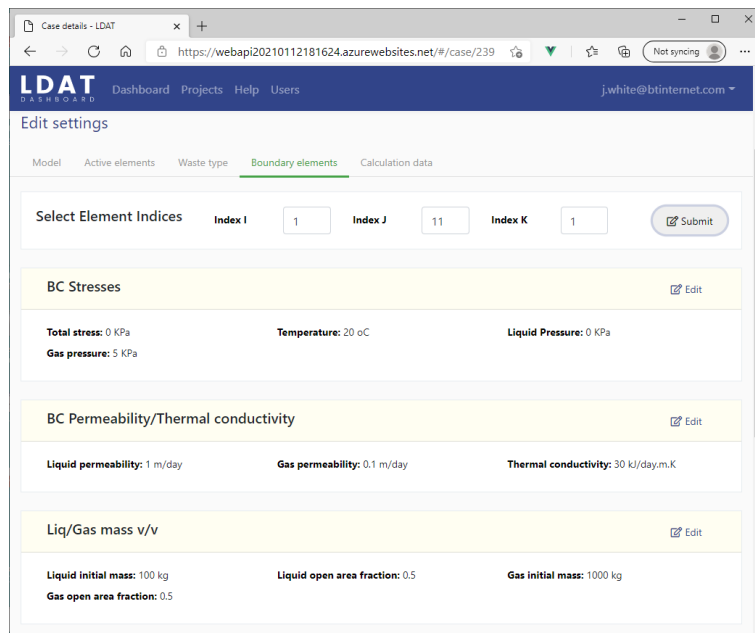 Case details - LDAT
https://webapi20210112181624.azurewebsites.net/#/case/239
Not syncing
LDAT
DASHBOARD
Dashboard Projects Help Users
j.white@btinternet.com
Edit settings
Model Active elements Waste type Boundary elements Calculation data
Select Element Indices Index I 1 Index J 11 Index K 1 Submit
BC Stresses Edit
Total stress: 0 KPa Temperature: 20 oC Liquid Pressure: 0 KPa
Gas pressure: 5 KPa
BC Permeability/Thermal conductivity Edit
Liquid permeability: 1 m/day Gas permeability: 0.1 m/day Thermal conductivity: 30 kJ/day.m.K
Liq/Gas mass v/v Edit
Liquid initial mass: 100 kg Liquid open area fraction: 0.5 Gas initial mass: 1000 kg
Gas open area fraction: 0.5